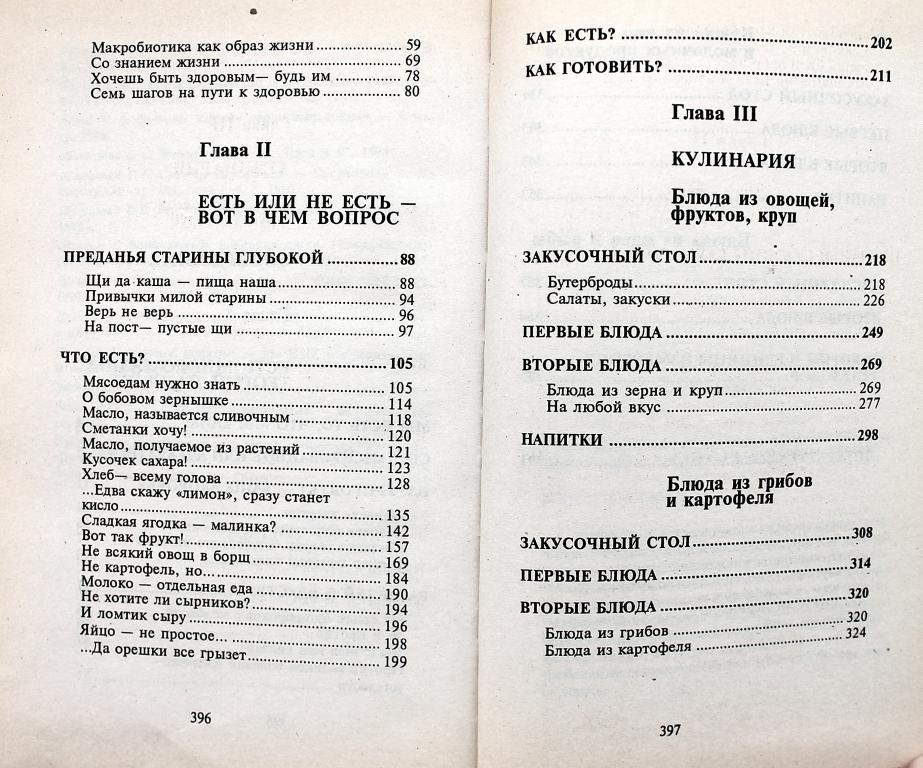 Макробиотика как образ жизни ........ 59
Со знанием жизни ........ 69
Хочешь быть здоровым— будь им ........ 78
Семь шагов на пути к здоровью ........ 80
Глава II
ЕСТЬ ИЛИ НЕ ЕСТЬ —
ВОТ В ЧЕМ ВОПРОС
ПРЕДАНЬЯ СТАРИНЫ ГЛУБОКОЙ ........ 88
Щи да каша — пища наша ........ 88
Привычки милой старины ........ 94
Верь не верь ........ 96
На пост— пустые щи ........ 97
ЧТО ЕСТЬ? ........ 105
Мясоедам нужно знать ........ 105
О бобовом зернышке ........ 114
Масло, называется сливочным ........ 118
Сметанки хочу! ........ 120
Масло, получаемое из растений ........ 121
Кусочек сахара! ........ 123
Хлеб— всему голова ........ 128
...Едва скажу «лимон», сразу станет
кисло ........ 135
Сладкая ягодка — малинка? ........ 142
Вот так фрукт! ........ 157
Не всякий овощ в борщ ........ 169
Не картофель, но... ........ 184
Молоко — отдельная еда ........ 190
Не хотите ли сырников? ........ 194
И ломтик сыру ........ 196
Яйцо — не простое... ........ 198
...Да орешки все грызет ........ 199
396
КАК ЕСТЬ? ........ 202
КАК ГОТОВИТЬ? ........ 211
Глава III
КУЛИНАРИЯ
Блюда из овощей,
фруктов, круп
ЗАКУСОЧНЫЙ СТОЛ ........ 218
Бутерброды ........ 218
Салаты, закуски ........ 226
ПЕРВЫЕ БЛЮДА ........ 249
ВТОРЫЕ БЛЮДА ........ 269
Блюда из зерна и круп ........ 269
На любой вкус ........ 277
НАПИТКИ ........ 298
Блюда из грибов
и картофеля
ЗАКУСОЧНЫЙ СТОЛ ........ 308
ПЕРВЫЕ БЛЮДА ........ 314
ВТОРЫЕ БЛЮДА ........ 320
Блюда из грибов ........ 320
Блюда из картофеля ........ 324
397